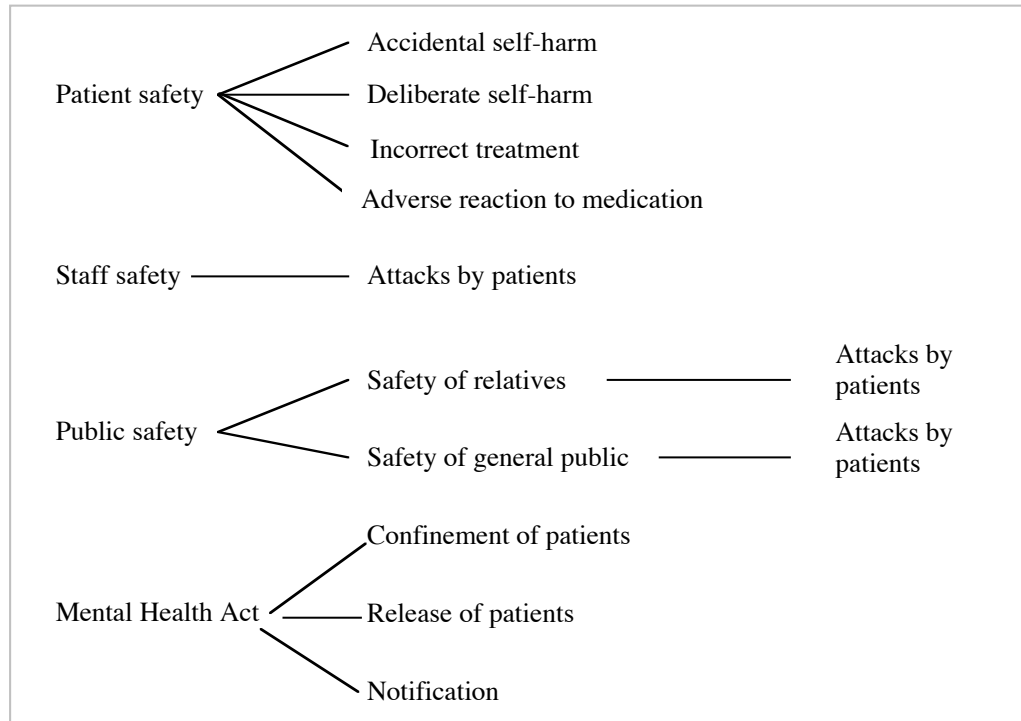 Accidental self-harm
Patient safety
Deliberate self-harm
Incorrect treatment
Adverse reaction to medication
Staff safety
Attacks by patients
Attacks by
patients
Safety of relatives
Public safety
Attacks by
patients
Safety of general public
Confinement of patients
Mental Health Act
Release of patients
Notification